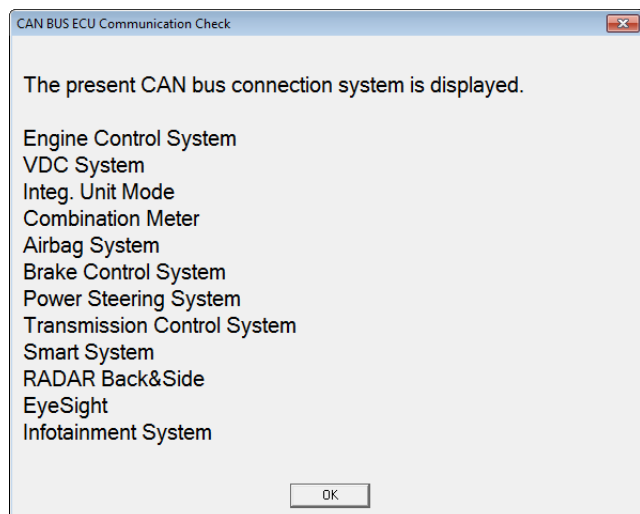 CAN BUS ECU Communication Check
The present CAN bus connection system is displayed.
Engine Control System
VDC System
Integ. Unit Mode
Combination Meter
Airbag System
Brake Control System
Power Steering System
Transmission Control System
Smart System
RADAR Back&Side
EyeSight
Infotainment System
OK